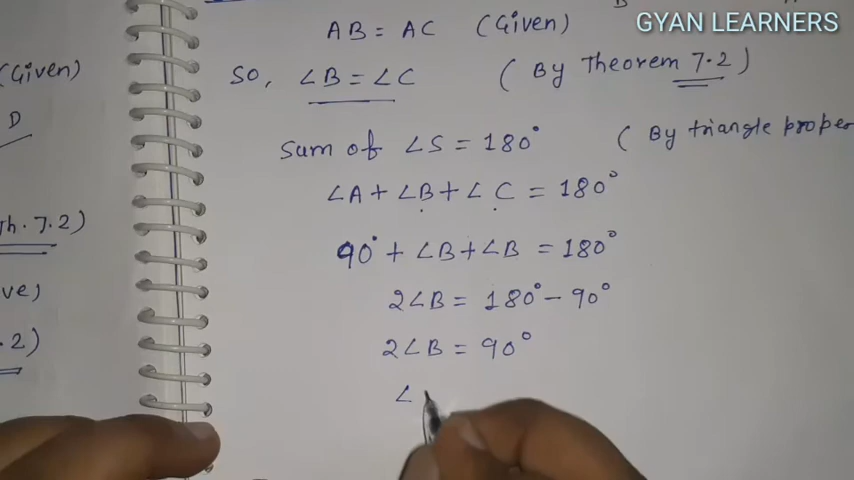 GYAN LEARNERS
AB = AC (Given)
(Given)
So, ∠B = ∠C (By Theorem 7.2)
D
Sum of ∠S = 180° (By triangle proper
∠A + ∠B + ∠C = 180°
Th. 7.2)
90° + ∠B + ∠B = 180°
ve)
2∠B = 180° - 90°
.2)
2∠B = 90°
∠